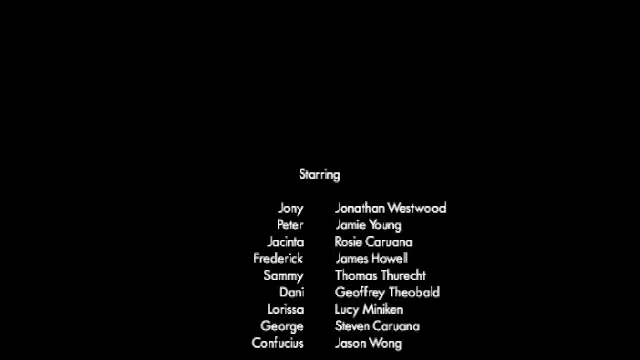 Starring
Jony Jonathan Westwood
Peter Jamie Young
Jacinta Rosie Caruana
Frederick James Howell
Sammy Thomas Thurecht
Dani Geoffrey Theobald
Lorissa Lucy Miniken
George Steven Caruana
Confucius Jason Wong